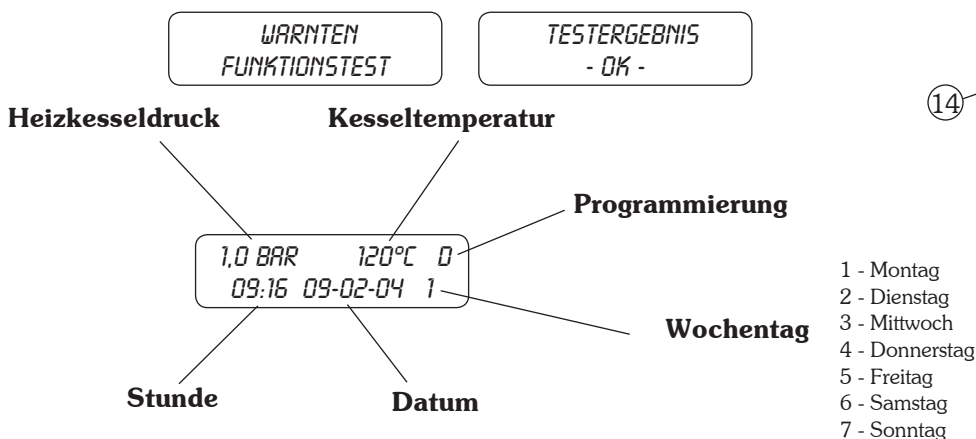 WARNTEN
FUNKTIONSTEST
TESTERGEBNIS
- OK -
14
Heizkesseldruck
Kesseltemperatur
Programmierung
1,0 BAR 120°C D
09:16 09-02-04 1
Wochentag
Stunde
Datum
1 - Montag
2 - Dienstag
3 - Mittwoch
4 - Donnerstag
5 - Freitag
6 - Samstag
7 - Sonntag